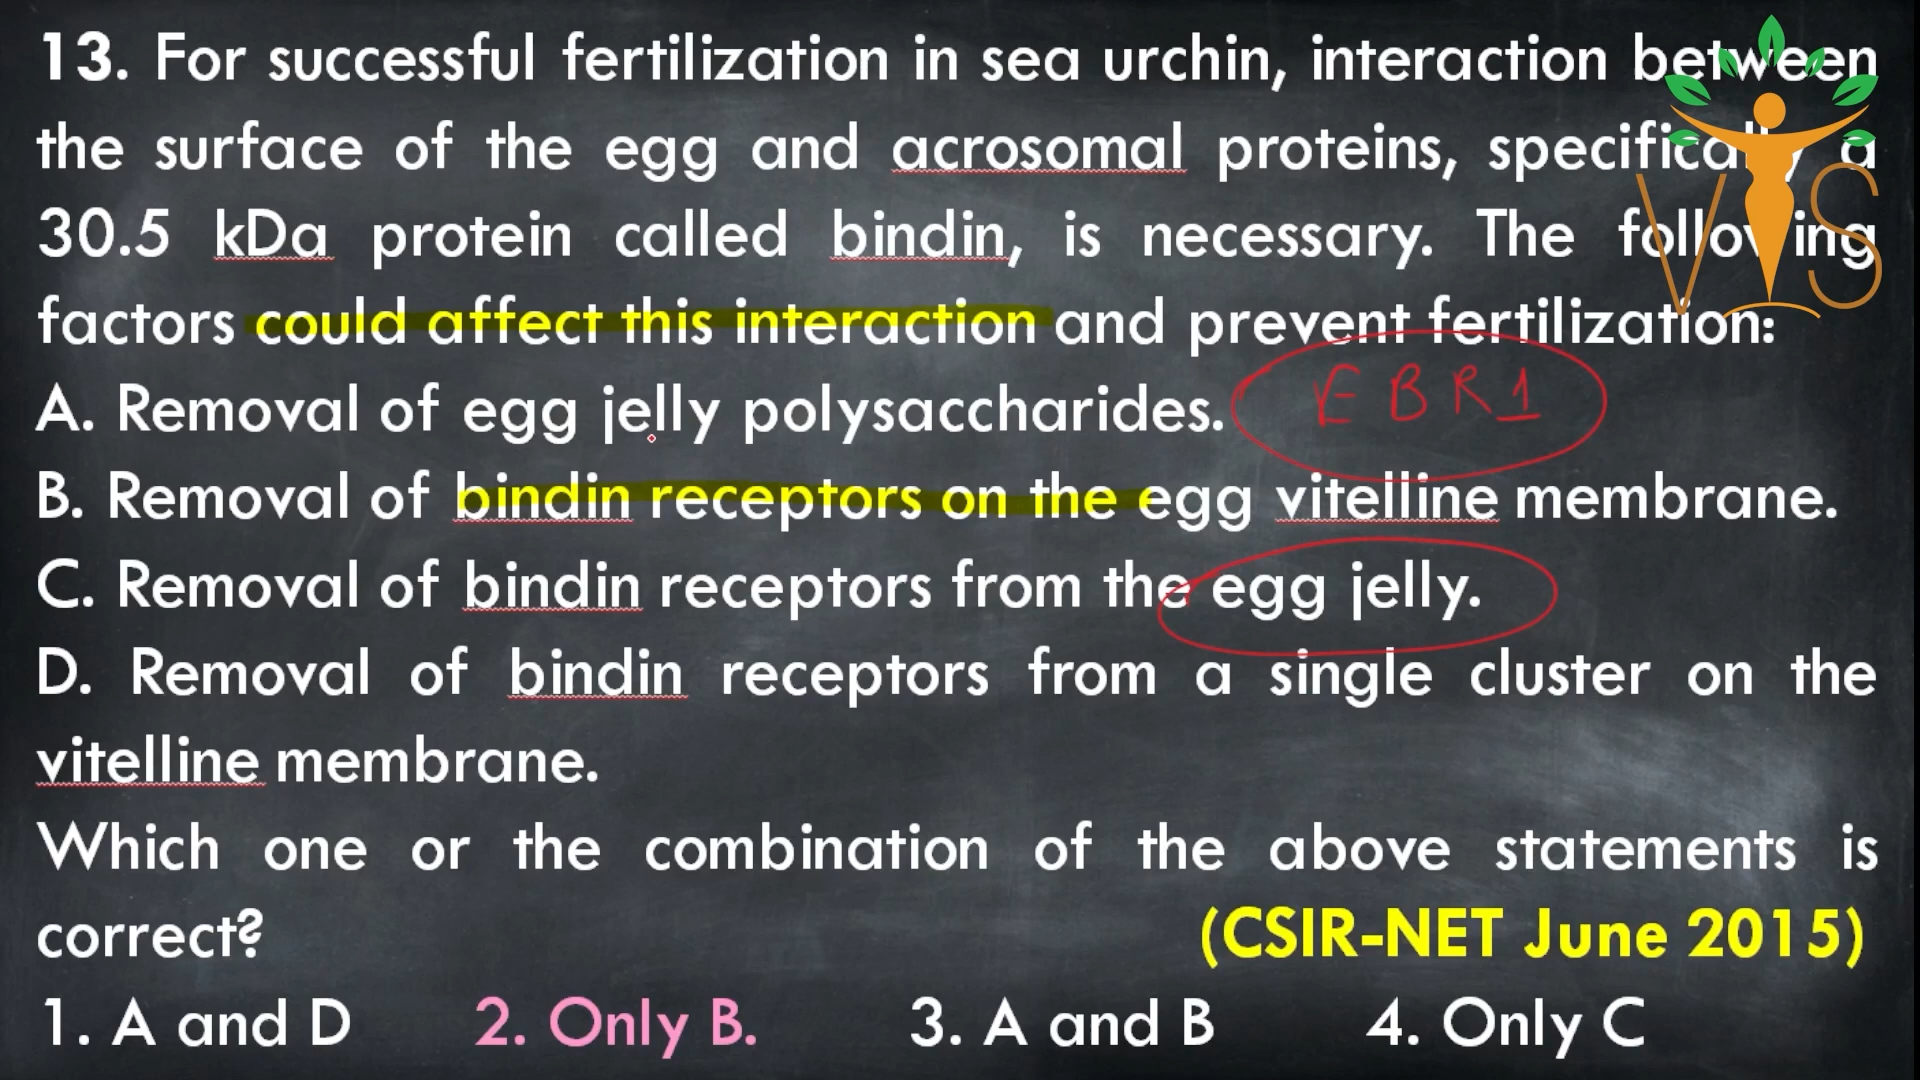 13. For successful fertilization in sea urchin, interaction between
the surface of the egg and acrosomal proteins, specifically a
30.5 kDa protein called bindin, is necessary. The following
factors could affect this interaction and prevent fertilization:
A. Removal of egg jelly polysaccharides.
EBR1
B. Removal of bindin receptors on the egg vitelline membrane.
C. Removal of bindin receptors from the egg jelly.
D. Removal of bindin receptors from a single cluster on the
vitelline membrane.
Which one or the combination of the above statements is
correct? (CSIR-NET June 2015)
1. A and D 2. Only B. 3. A and B 4. Only C
VS